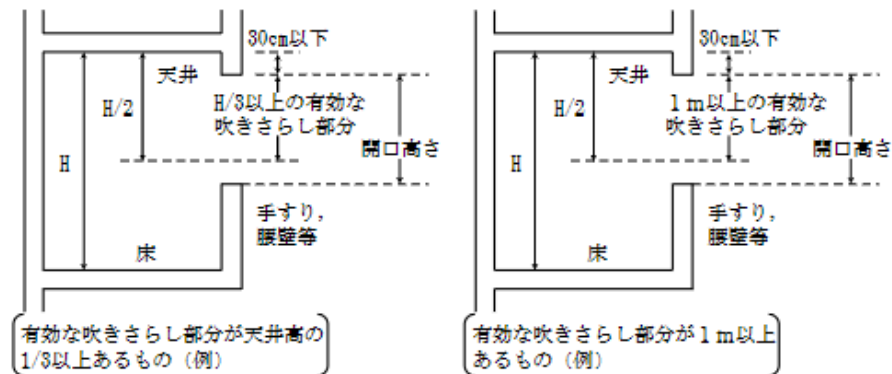 30cm以下
天井
H/2
H/3以上の有効な
吹きさらし部分
開口高さ
H
手すり,
腰壁等
床
有効な吹きさらし部分が天井高の
1/3以上あるもの（例）
30cm以下
天井
H/2
1m以上の有効な
吹きさらし部分
開口高さ
H
手すり,
腰壁等
床
有効な吹きさらし部分が1m以上
あるもの（例）